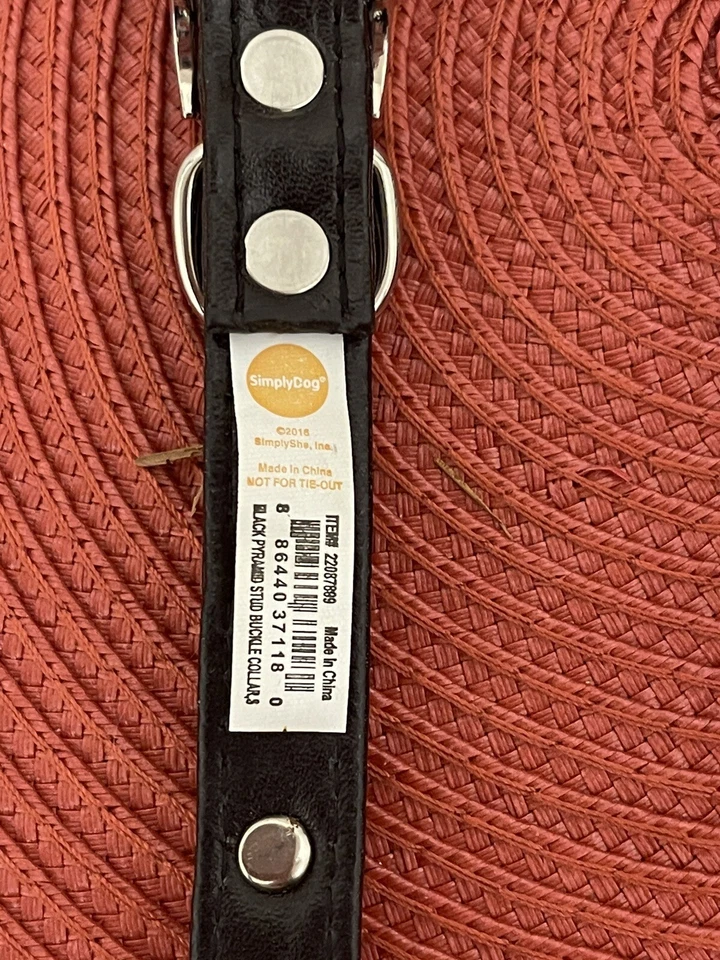 SimplyDog®
©2016
SimplyShe, Inc.
Made in China
NOT FOR TIE-OUT
ITEM# 22087889 Made In China
8 86440 37118 0
BLACK PYRAMID STUD BUCKLE COLLAR,S